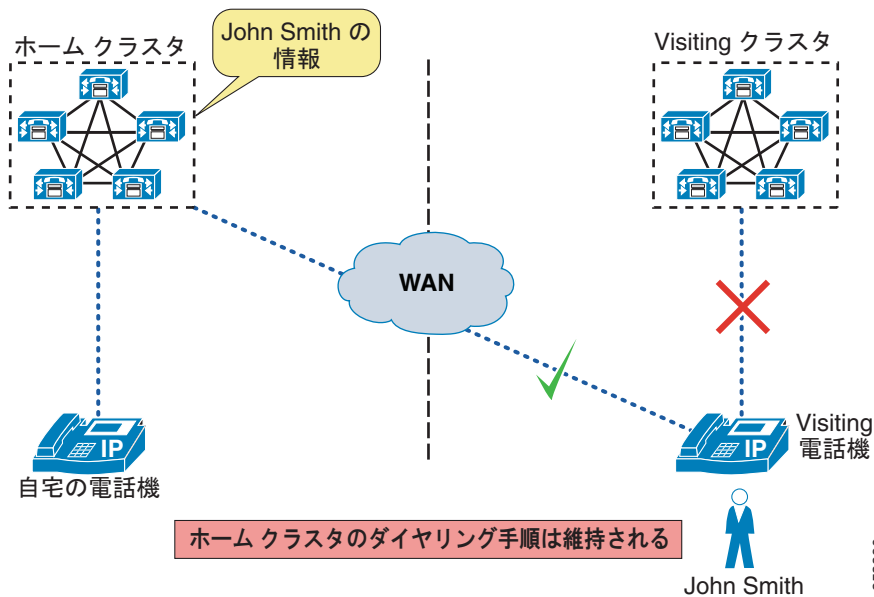 ホーム クラスタ
John Smith の
情報
Visiting クラスタ
WAN
IP
自宅の電話機
IP
Visiting
電話機
ホーム クラスタのダイヤリング手順は維持される
John Smith